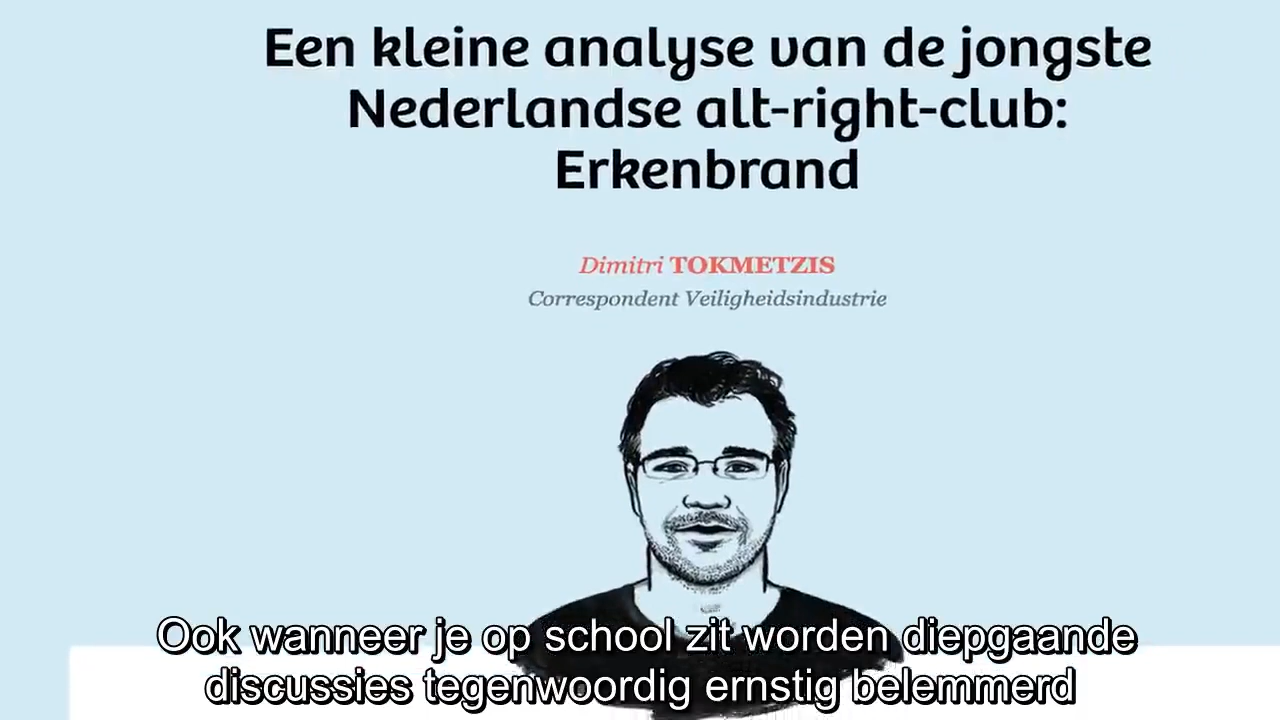 Een kleine analyse van de jongste
Nederlandse alt-right-club:
Erkenbrand
Dimitri TOKMETZIS
Correspondent Veiligheidsindustrie
Ook wanneer je op school zit worden diepgaande
discussies tegenwoordig ernstig belemmerd